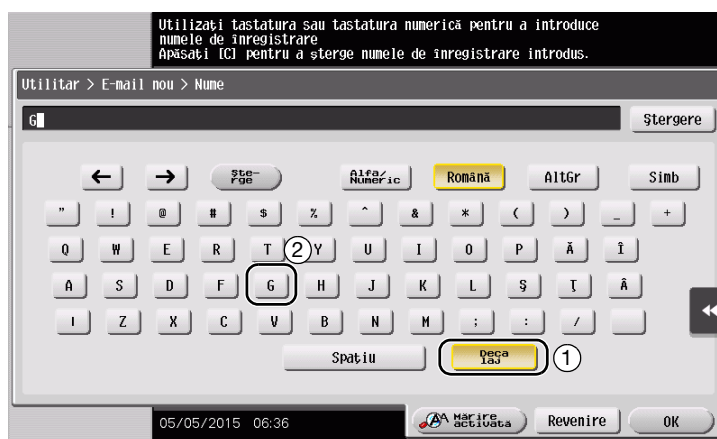 Utilizați tastatura sau tastatura numerică pentru a introduce
numele de înregistrare
Apăsați [C] pentru a șterge numele de înregistrare introdus.
Utilitar > E-mail nou > Nume
G
Ștergere
← → Ște-rge Alfa/Numeric Română AltGr Simb
" ! @ # $ % ^ & * ( ) _ +
Q W E R T ② Y U I O P Ă Î
A S D F G H J K L Ş Ţ Â
Z X C V B N M ; : /
Spațiu Decalaj ①
05/05/2015 06:36 Mărire activată Revenire OK